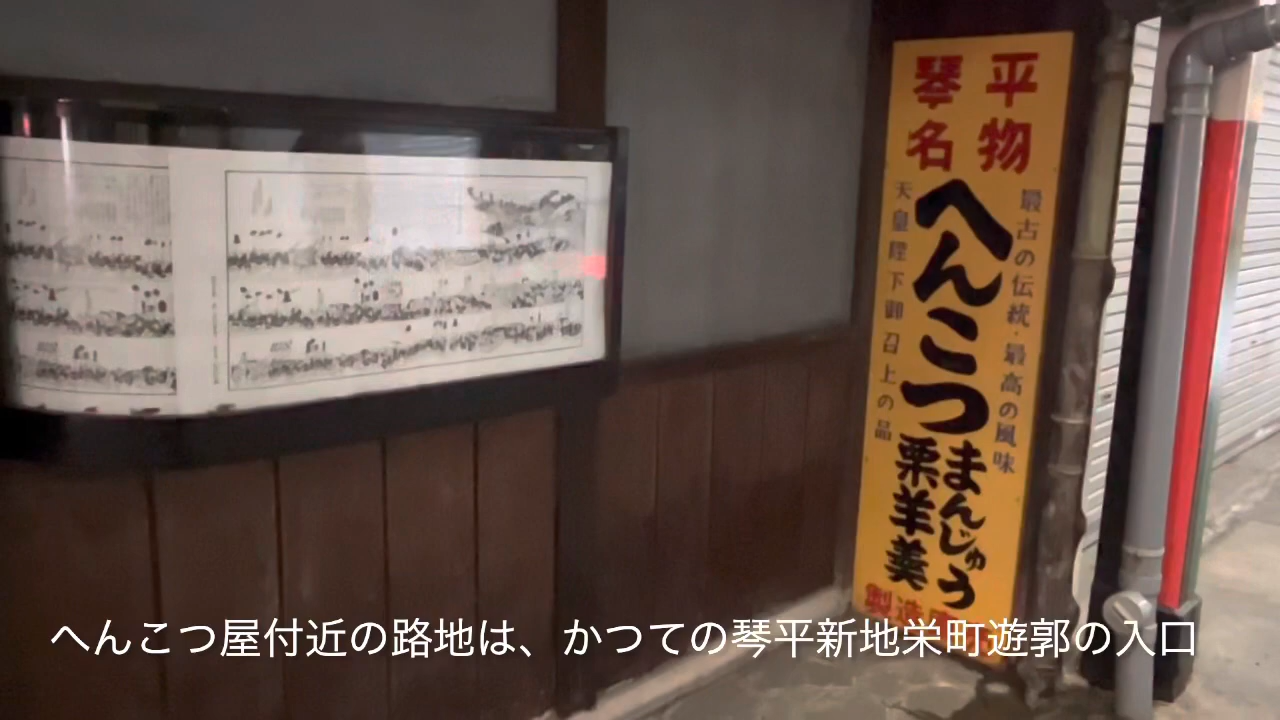 琴平
名物
最古の伝統・最高の風味
へんこつ
まんじゅう
栗羊羹
天皇陛下御召上の品
製造
へんこつ屋付近の路地は、かつての琴平新地栄町遊郭の入口